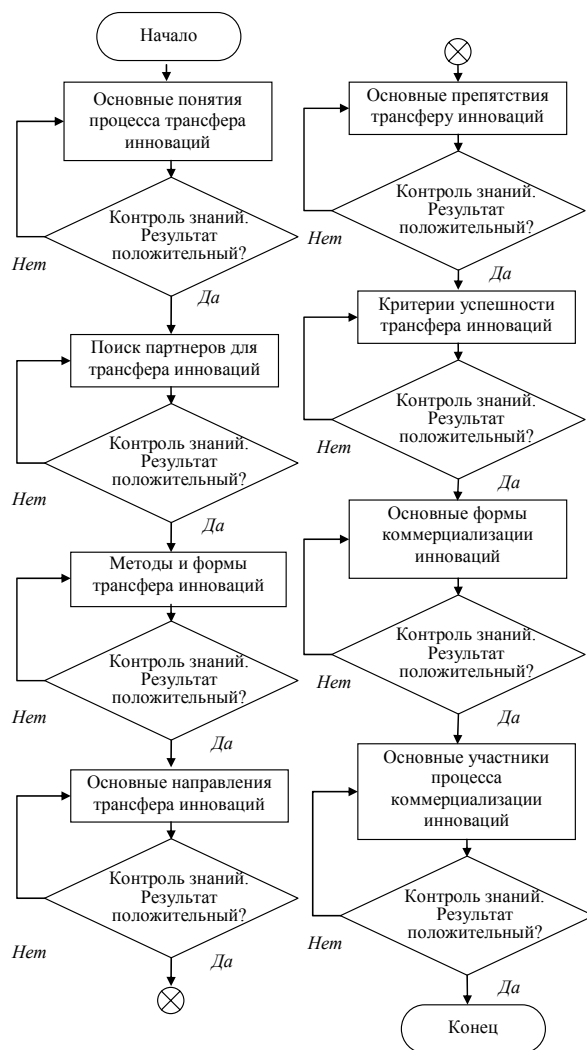 Начало
Основные понятия
процесса трансфера
инноваций
Контроль знаний.
Результат
положительный?
Нет
Да
Поиск партнеров для
трансфера инноваций
Контроль знаний.
Результат
положительный?
Нет
Да
Методы и формы
трансфера инноваций
Контроль знаний.
Результат
положительный?
Нет
Да
Основные направления
трансфера инноваций
Контроль знаний.
Результат
положительный?
Нет
Да
Основные препятствия
трансферу инноваций
Контроль знаний.
Результат
положительный?
Нет
Да
Критерии успешности
трансфера инноваций
Контроль знаний.
Результат
положительный?
Нет
Да
Основные формы
коммерциализации
инноваций
Контроль знаний.
Результат
положительный?
Нет
Да
Основные участники
процесса
коммерциализации
инноваций
Контроль знаний.
Результат
положительный?
Нет
Да
Конец